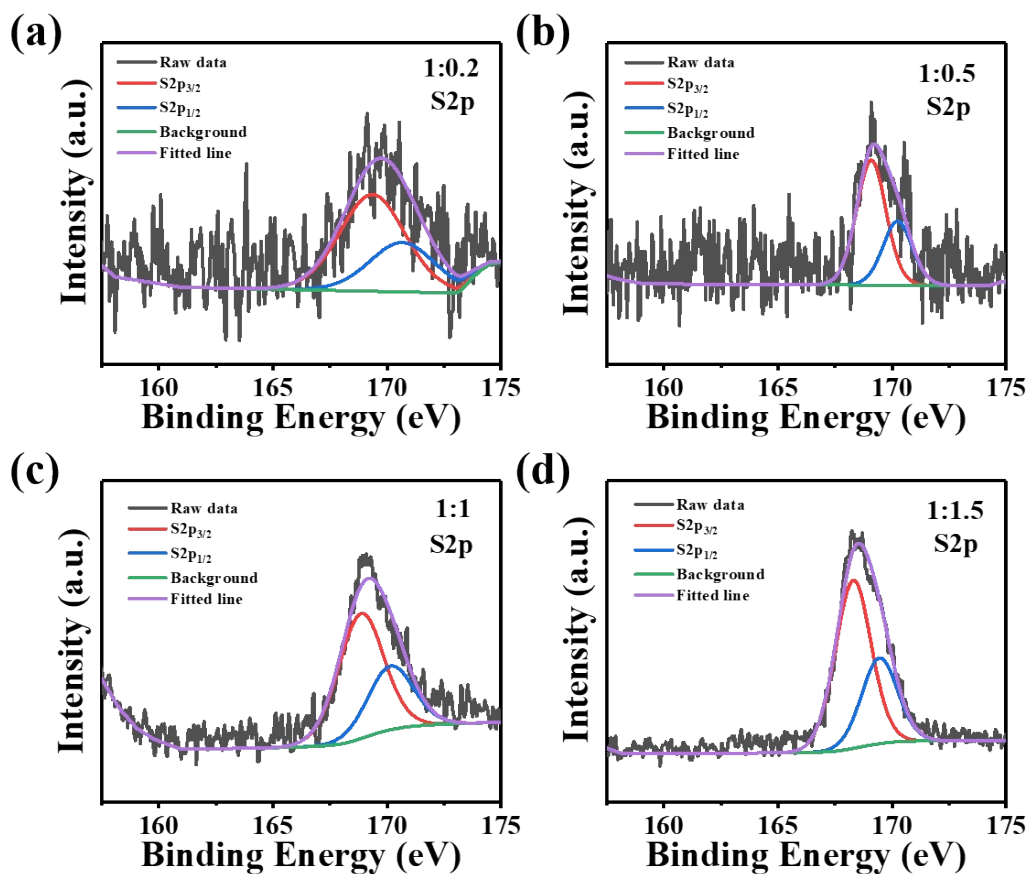 (a)
Raw data
S2p3/2
S2p1/2
Background
Fitted line
1:0.2
S2p
Intensity (a.u.)
160 165 170 175
Binding Energy (eV)
(b)
Raw data
S2p3/2
S2p1/2
Background
Fitted line
1:0.5
S2p
Intensity (a.u.)
160 165 170 175
Binding Energy (eV)
(c)
Raw data
S2p3/2
S2p1/2
Background
Fitted line
1:1
S2p
Intensity (a.u.)
160 165 170 175
Binding Energy (eV)
(d)
Raw data
S2p3/2
S2p1/2
Background
Fitted line
1:1.5
S2p
Intensity (a.u.)
160 165 170 175
Binding Energy (eV)